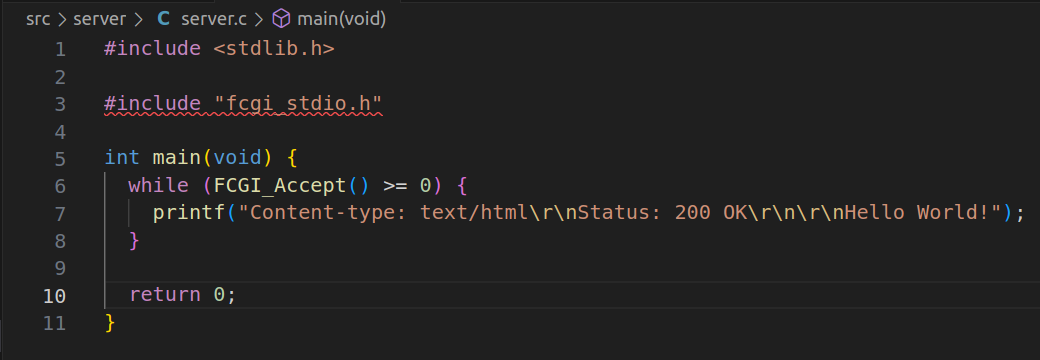 src > server > C server.c > main(void)
1 #include <stdlib.h>
2
3 #include "fcgi_stdio.h"
4
5 int main(void) {
6   while (FCGI_Accept() >= 0) {
7     printf("Content-type: text/html\r\nStatus: 200 OK\r\n\r\nHello World!");
8   }
9
10   return 0;
11 }